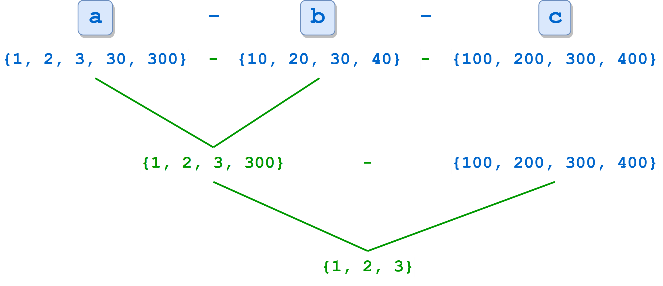 a - b - c
{1, 2, 3, 30, 300} - {10, 20, 30, 40} - {100, 200, 300, 400}
{1, 2, 3, 300} - {100, 200, 300, 400}
{1, 2, 3}